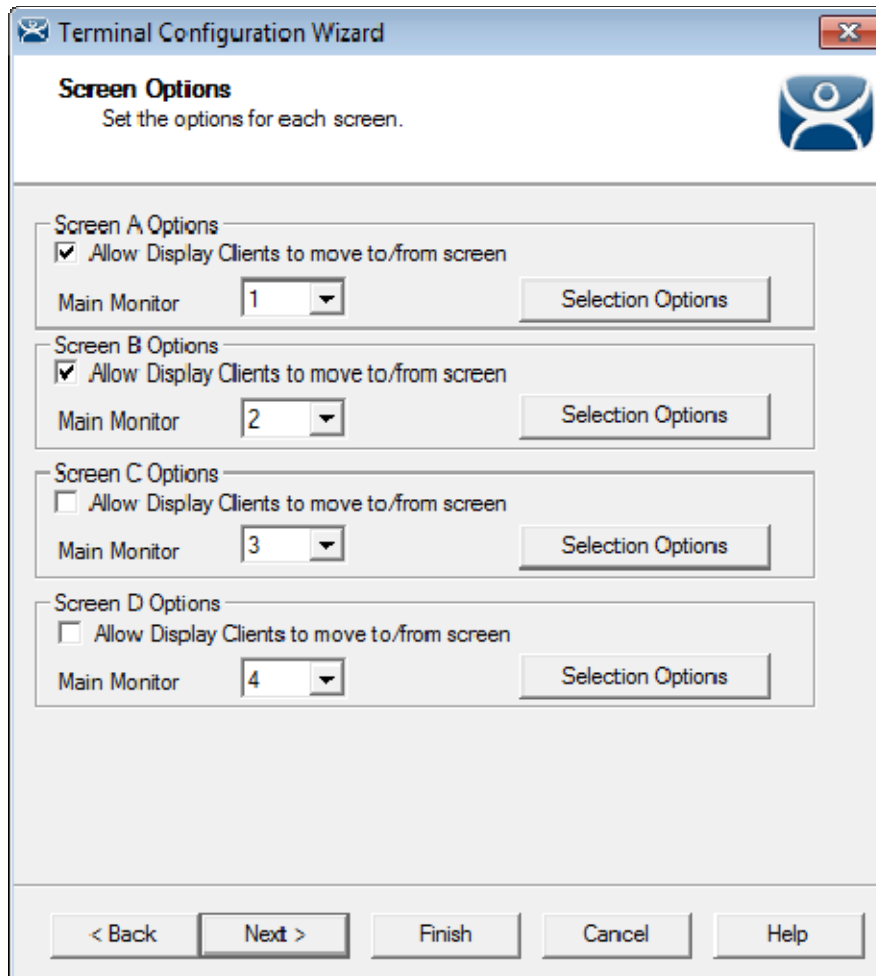 Terminal Configuration Wizard
Screen Options
Set the options for each screen.
Screen A Options
Allow Display Clients to move to/from screen
Main Monitor 1 Selection Options
Screen B Options
Allow Display Clients to move to/from screen
Main Monitor 2 Selection Options
Screen C Options
Allow Display Clients to move to/from screen
Main Monitor 3 Selection Options
Screen D Options
Allow Display Clients to move to/from screen
Main Monitor 4 Selection Options
< Back Next > Finish Cancel Help